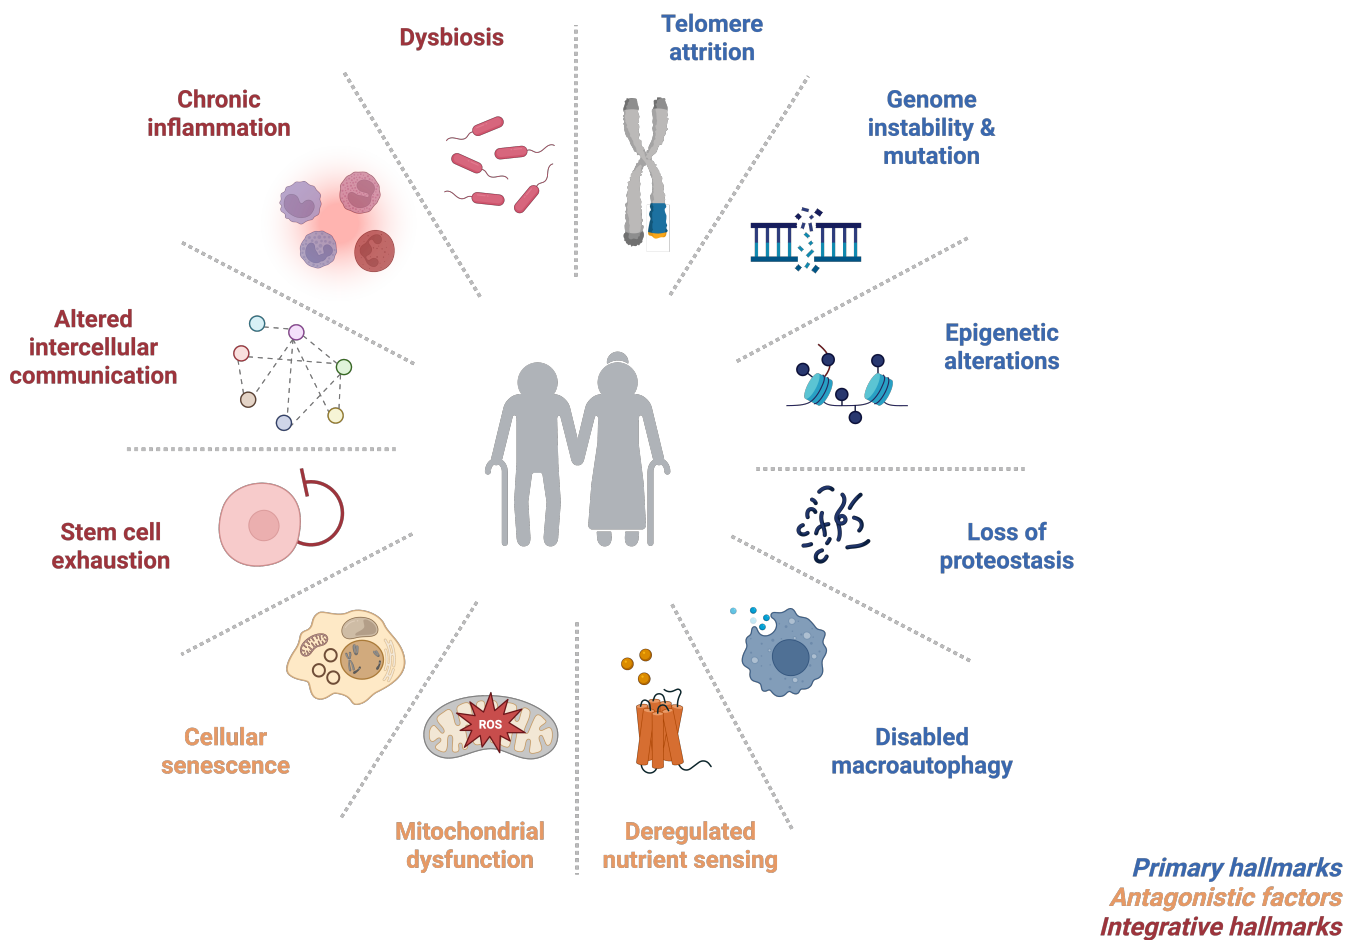 Dysbiosis
Telomere
attrition
Chronic
inflammation
Genome
instability &
mutation
Altered
intercellular
communication
Epigenetic
alterations
Stem cell
exhaustion
Loss of
proteostasis
ROS
Cellular
senescence
Disabled
macroautophagy
Mitochondrial
dysfunction
Deregulated
nutrient sensing
Primary hallmarks
Antagonistic factors
Integrative hallmarks